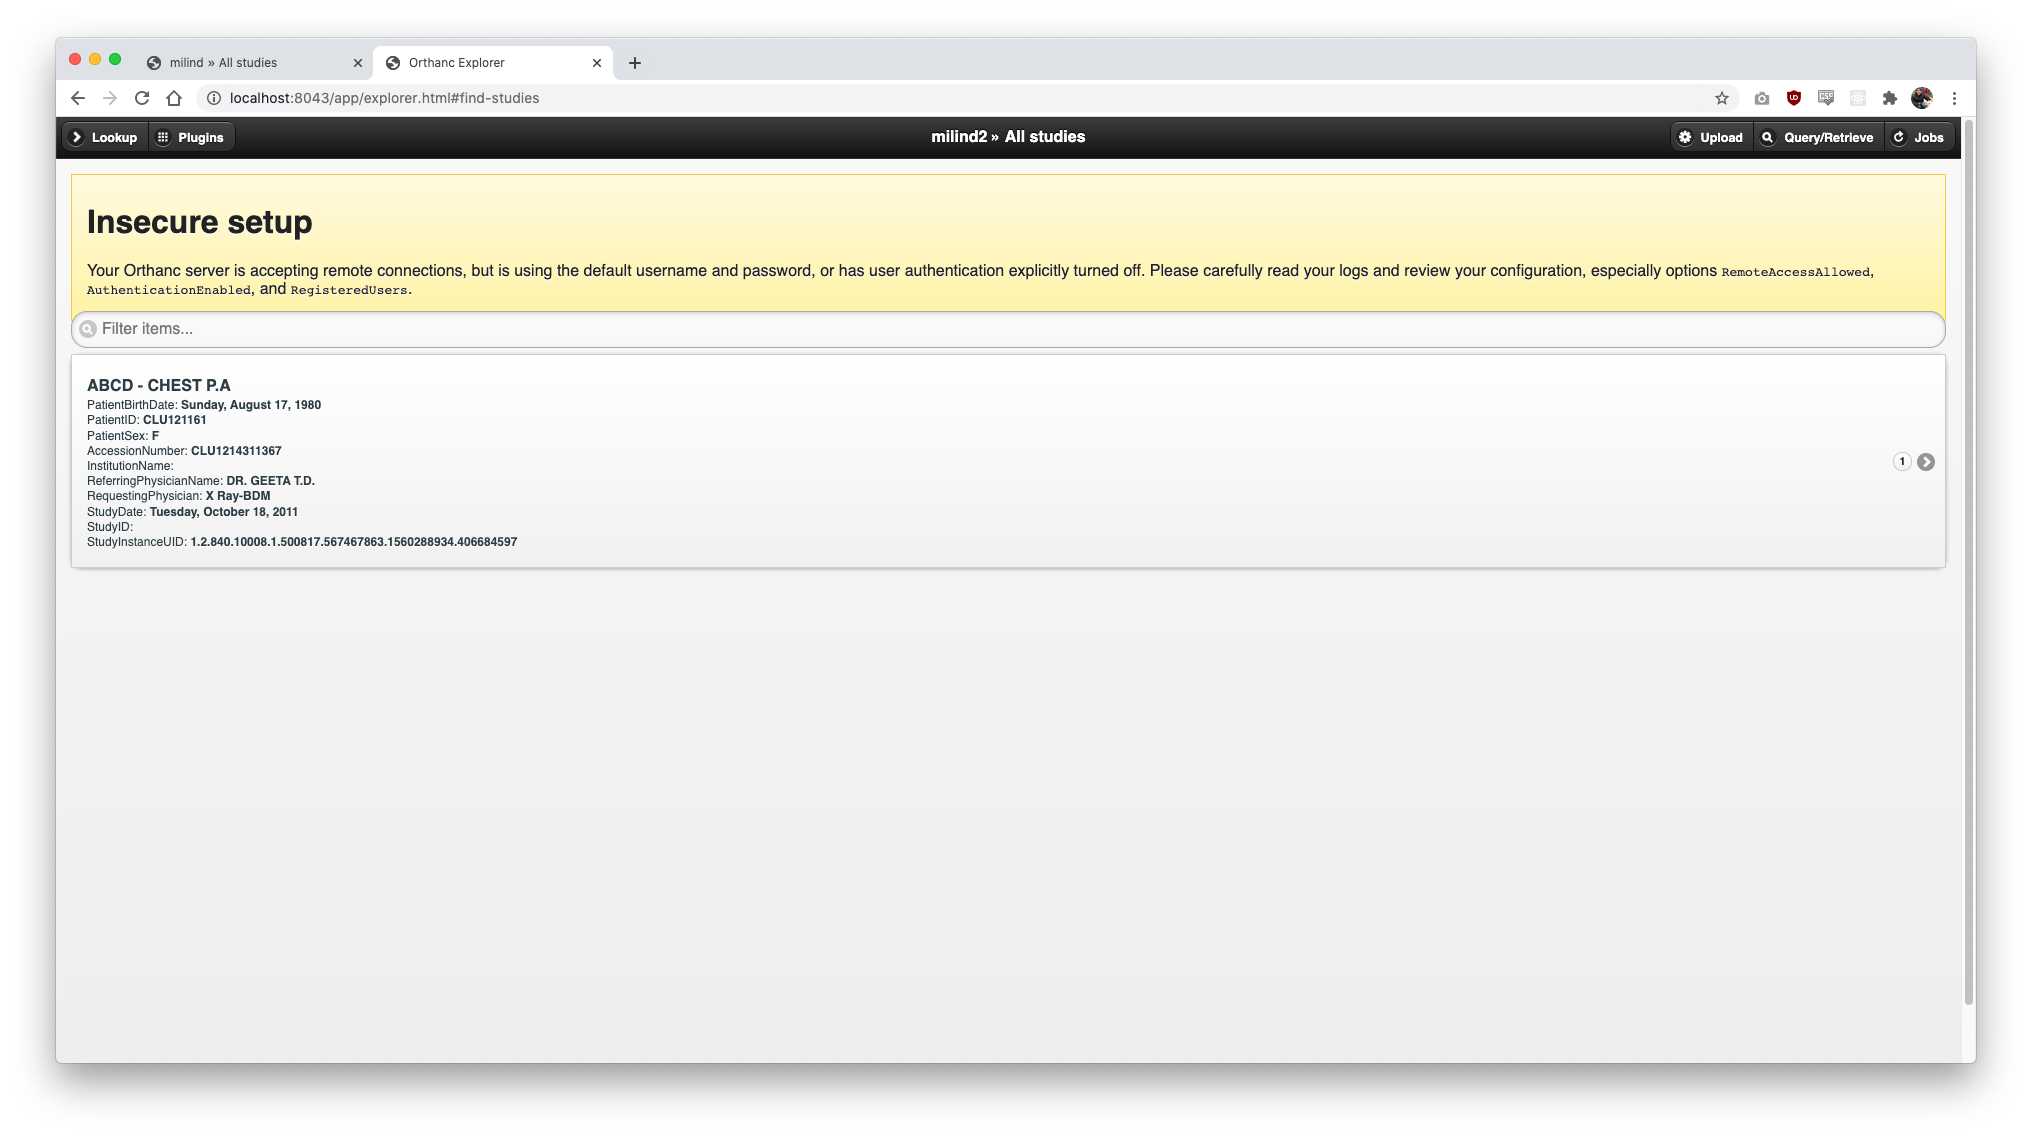 milind » All studies
Orthanc Explorer
localhost:8043/app/explorer.html#find-studies
Lookup
Plugins
milind2 » All studies
Upload
Query/Retrieve
Jobs
Insecure setup
Your Orthanc server is accepting remote connections, but is using the default username and password, or has user authentication explicitly turned off. Please carefully read your logs and review your configuration, especially options RemoteAccessAllowed,
AuthenticationEnabled, and RegisteredUsers.
Filter items...
ABCD - CHEST P.A
PatientBirthDate: Sunday, August 17, 1980
PatientID: CLU121161
PatientSex: F
AccessionNumber: CLU1214311367
InstitutionName:
ReferringPhysicianName: DR. GEETA T.D.
RequestingPhysician: X Ray-BDM
StudyDate: Tuesday, October 18, 2011
StudyID:
StudyInstanceUID: 1.2.840.10008.1.500817.567467863.1560288934.406684597
1